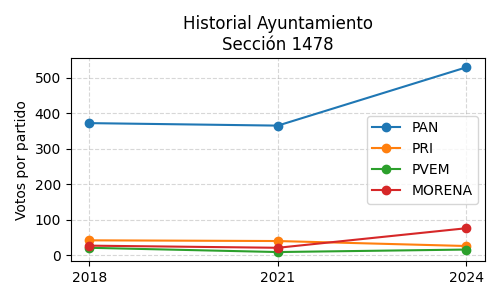 Historial Ayuntamiento
Sección 1478
Votos por partido
500
400
300
200
100
0
2018
2021
2024
PAN
PRI
PVEM
MORENA